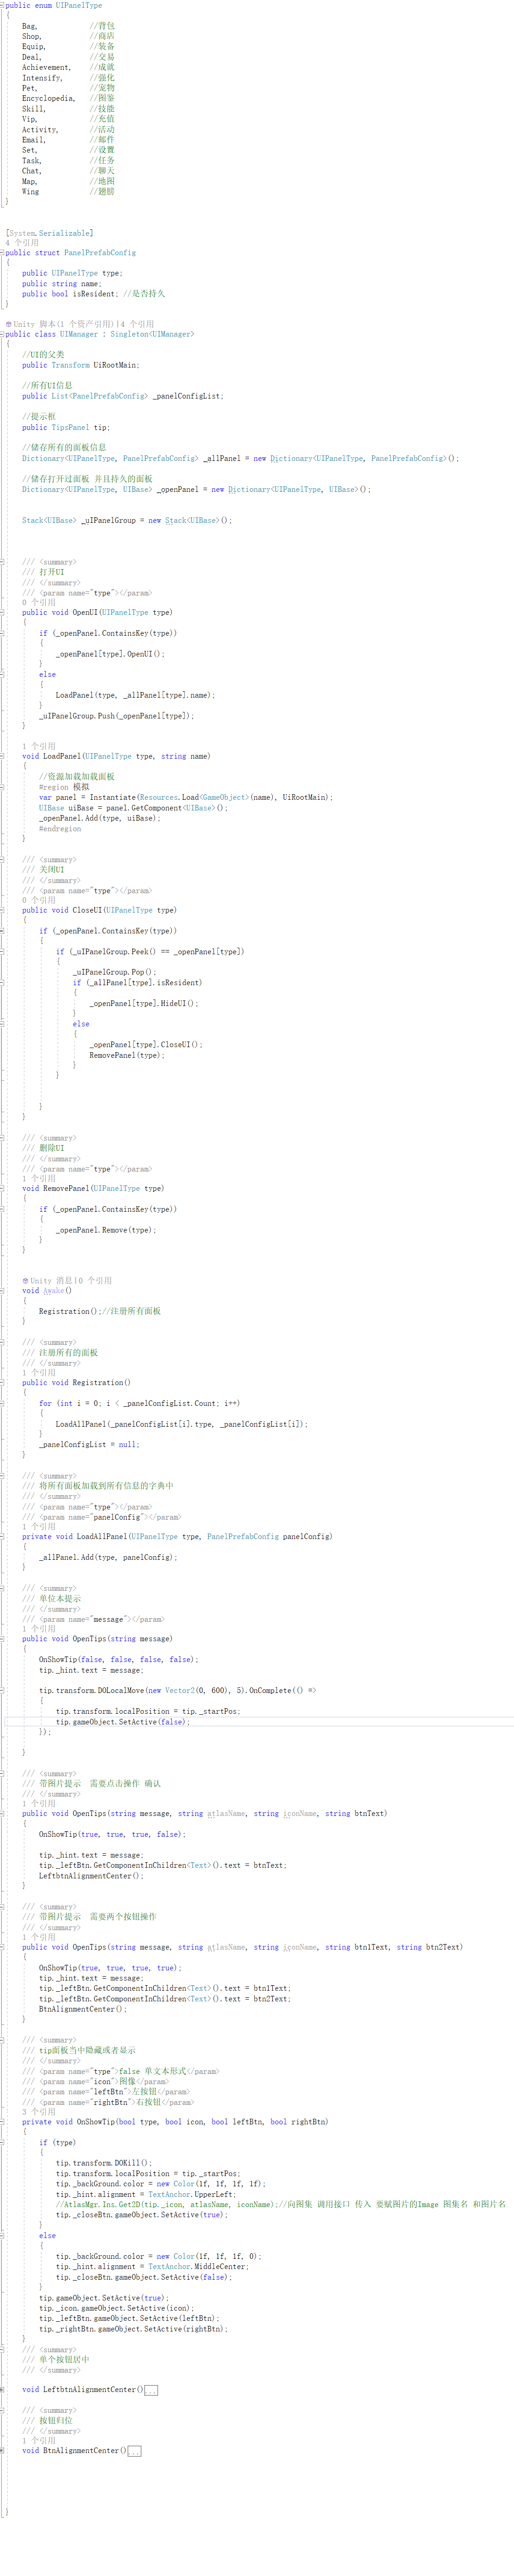 public enum UIPanelType
{
Bag, //背包
Shop, //商店
Equip, //装备
Deal, //交易
Achievement, //成就
Intensify, //强化
Pet, //宠物
Encyclopedia, //图鉴
Skill, //技能
Vip, //充值
Activity, //活动
Email, //邮件
Set, //设置
Task, //任务
Chat, //聊天
Map, //地图
Wing //翅膀
}
[System.Serializable]
4 个引用
public struct PanelPrefabConfig
{
public UIPanelType type;
public string name;
public bool isResident; //是否持久
}
Unity 脚本(1 个资产引用)|4 个引用
public class UIManager : Singleton<UIManager>
{
//UI的父类
public Transform UiRootMain;
//所有UI信息
public List<PanelPrefabConfig> _panelConfigList;
//提示框
public TipsPanel tip;
//储存所有的面板信息
Dictionary<UIPanelType, PanelPrefabConfig> _allPanel = new Dictionary<UIPanelType, PanelPrefabConfig>();
//储存打开过面板 并且持久的面板
Dictionary<UIPanelType, UIBase> _openPanel = new Dictionary<UIPanelType, UIBase>();
Stack<UIBase> _uIPanelGroup = new Stack<UIBase>();
/// <summary>
/// 打开UI
/// </summary>
/// <param name="type"></param>
0 个引用
public void OpenUI(UIPanelType type)
{
if (_openPanel.ContainsKey(type))
{
_openPanel[type].OpenUI();
}
else
{
LoadPanel(type, _allPanel[type].name);
}
_uIPanelGroup.Push(_openPanel[type]);
}
1 个引用
void LoadPanel(UIPanelType type, string name)
{
//资源加载加载面板
#region 模拟
var panel = Instantiate(Resources.Load<GameObject>(name), UiRootMain);
UIBase uiBase = panel.GetComponent<UIBase>();
_openPanel.Add(type, uiBase);
#endregion
}
/// <summary>
/// 关闭UI
/// </summary>
/// <param name="type"></param>
0 个引用
public void CloseUI(UIPanelType type)
{
if (_openPanel.ContainsKey(type))
{
if (_uIPanelGroup.Peek() == _openPanel[type])
{
_uIPanelGroup.Pop();
if (_allPanel[type].isResident)
{
_openPanel[type].HideUI();
}
else
{
_openPanel[type].CloseUI();
RemovePanel(type);
}
}
}
}
/// <summary>
/// 删除UI
/// </summary>
/// <param name="type"></param>
1 个引用
void RemovePanel(UIPanelType type)
{
if (_openPanel.ContainsKey(type))
{
_openPanel.Remove(type);
}
}
Unity 消息|0 个引用
void Awake()
{
Registration();//注册所有面板
}
/// <summary>
/// 注册所有的面板
/// </summary>
1 个引用
public void Registration()
{
for (int i = 0; i < _panelConfigList.Count; i++)
{
LoadAllPanel(_panelConfigList[i].type, _panelConfigList[i]);
}
_panelConfigList = null;
}
/// <summary>
/// 将所有面板加载到所有信息的字典中
/// </summary>
/// <param name="type"></param>
/// <param name="panelConfig"></param>
1 个引用
private void LoadAllPanel(UIPanelType type, PanelPrefabConfig panelConfig)
{
_allPanel.Add(type, panelConfig);
}
/// <summary>
/// 单位本提示
/// </summary>
/// <param name="message"></param>
1 个引用
public void OpenTips(string message)
{
OnShowTip(false, false, false, false);
tip._hint.text = message;
tip.transform.DOLocalMove(new Vector2(0, 600), 5).OnComplete(() =>
{
tip.transform.localPosition = tip._startPos;
tip.gameObject.SetActive(false);
});
}
/// <summary>
/// 带图片提示 需要点击操作 确认
/// </summary>
1 个引用
public void OpenTips(string message, string atlasName, string iconName, string btnText)
{
OnShowTip(true, true, true, false);
tip._hint.text = message;
tip._leftBtn.GetComponentInChildren<Text>().text = btnText;
LeftbtnAlignmentCenter();
}
/// <summary>
/// 带图片提示 需要两个按钮操作
/// </summary>
1 个引用
public void OpenTips(string message, string atlasName, string iconName, string btn1Text, string btn2Text)
{
OnShowTip(true, true, true, true);
tip._hint.text = message;
tip._leftBtn.GetComponentInChildren<Text>().text = btn1Text;
tip._leftBtn.GetComponentInChildren<Text>().text = btn2Text;
BtnAlignmentCenter();
}
/// <summary>
/// tip面板当中隐藏或者显示
/// </summary>
/// <param name="type">false 单文本形式</param>
/// <param name="icon">图像</param>
/// <param name="leftBtn">左按钮</param>
/// <param name="rightBtn">右按钮</param>
3 个引用
private void OnShowTip(bool type, bool icon, bool leftBtn, bool rightBtn)
{
if (type)
{
tip.transform.DOKill();
tip.transform.localPosition = tip._startPos;
tip._backGround.color = new Color(1f, 1f, 1f, 1f);
tip._hint.alignment = TextAnchor.UpperLeft;
//AtlasMgr.Ins.Get2D(tip._icon, atlasName, iconName);//向图集 调用接口 传入 要赋图片的Image 图集名 和图片名
tip._closeBtn.gameObject.SetActive(true);
}
else
{
tip._backGround.color = new Color(1f, 1f, 1f, 0);
tip._hint.alignment = TextAnchor.MiddleCenter;
tip._closeBtn.gameObject.SetActive(false);
}
tip.gameObject.SetActive(true);
tip._icon.gameObject.SetActive(icon);
tip._leftBtn.gameObject.SetActive(leftBtn);
tip._rightBtn.gameObject.SetActive(rightBtn);
}
/// <summary>
/// 单个按钮居中
/// </summary>
void LeftbtnAlignmentCenter()...
/// <summary>
/// 按钮归位
/// </summary>
1 个引用
void BtnAlignmentCenter()...
}